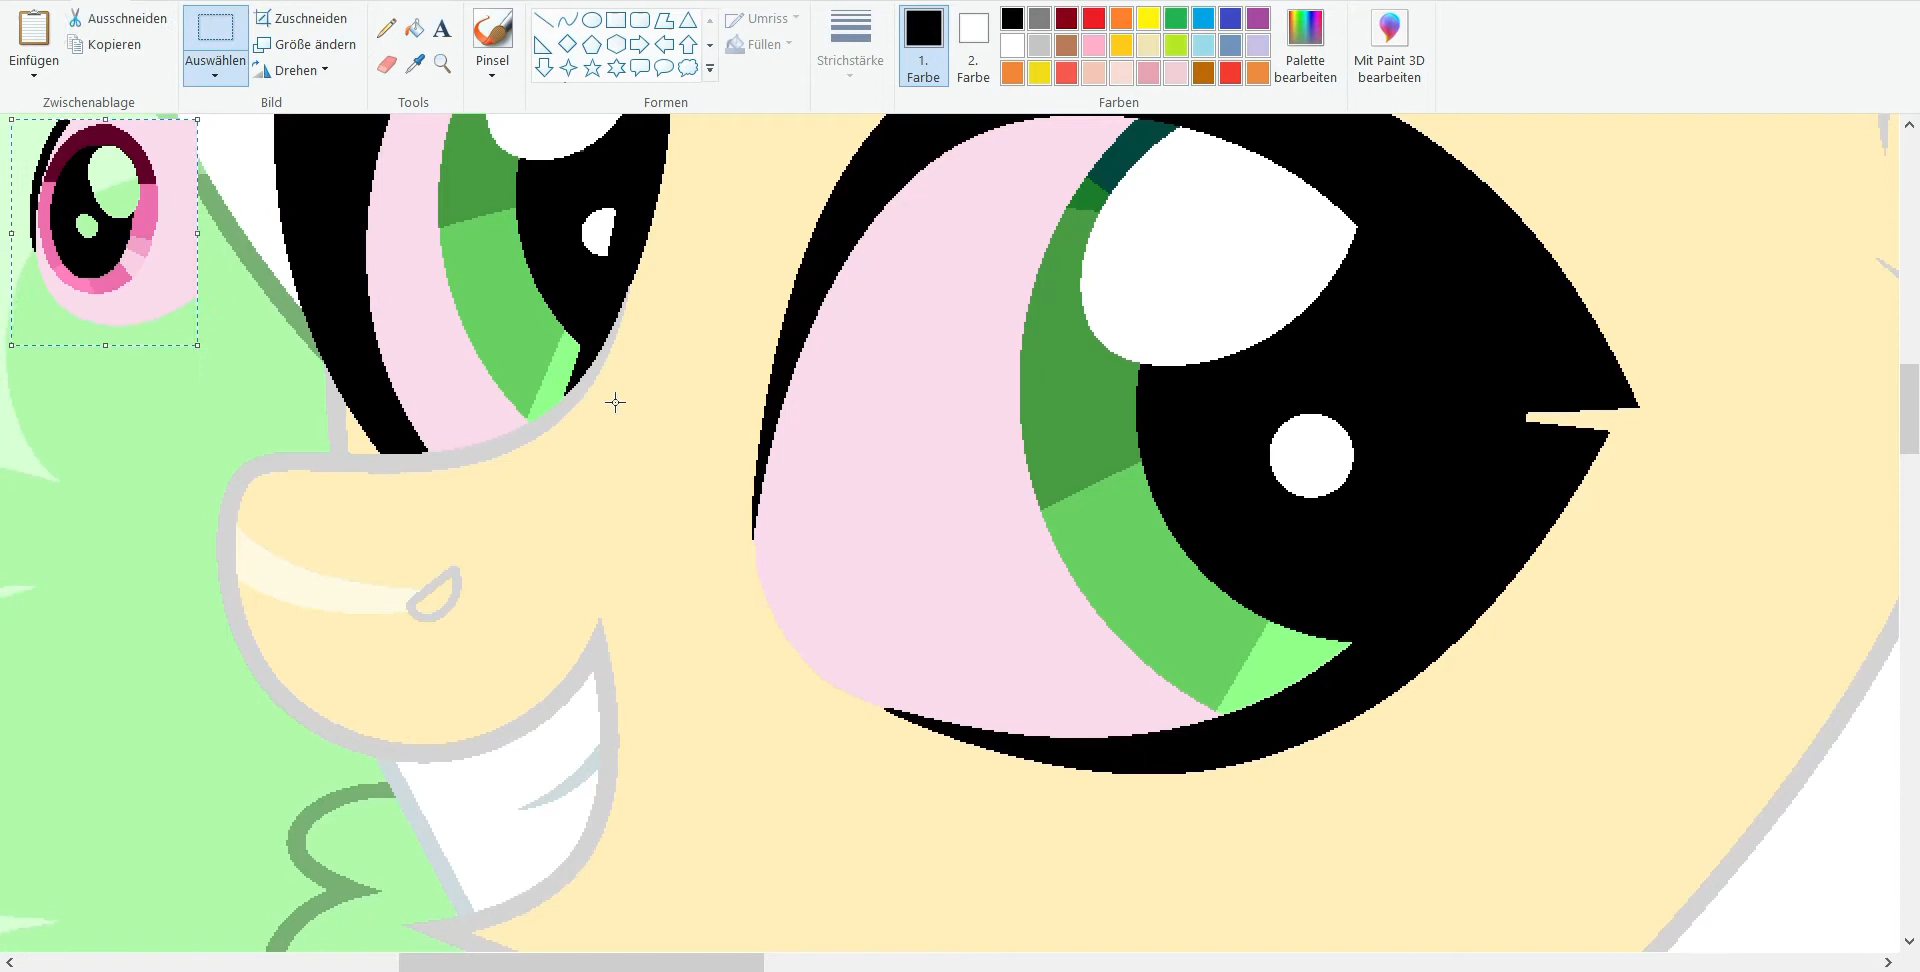 Einfügen
Ausschneiden
Kopieren
Zwischenablage
Auswählen
Zuschneiden
Größe ändern
Drehen
Bild
A
Tools
Pinsel
Formen
Umriss
Füllen
Strichstärke
1.
Farbe
2.
Farbe
Palette
bearbeiten
Farben
Mit Paint 3D
bearbeiten